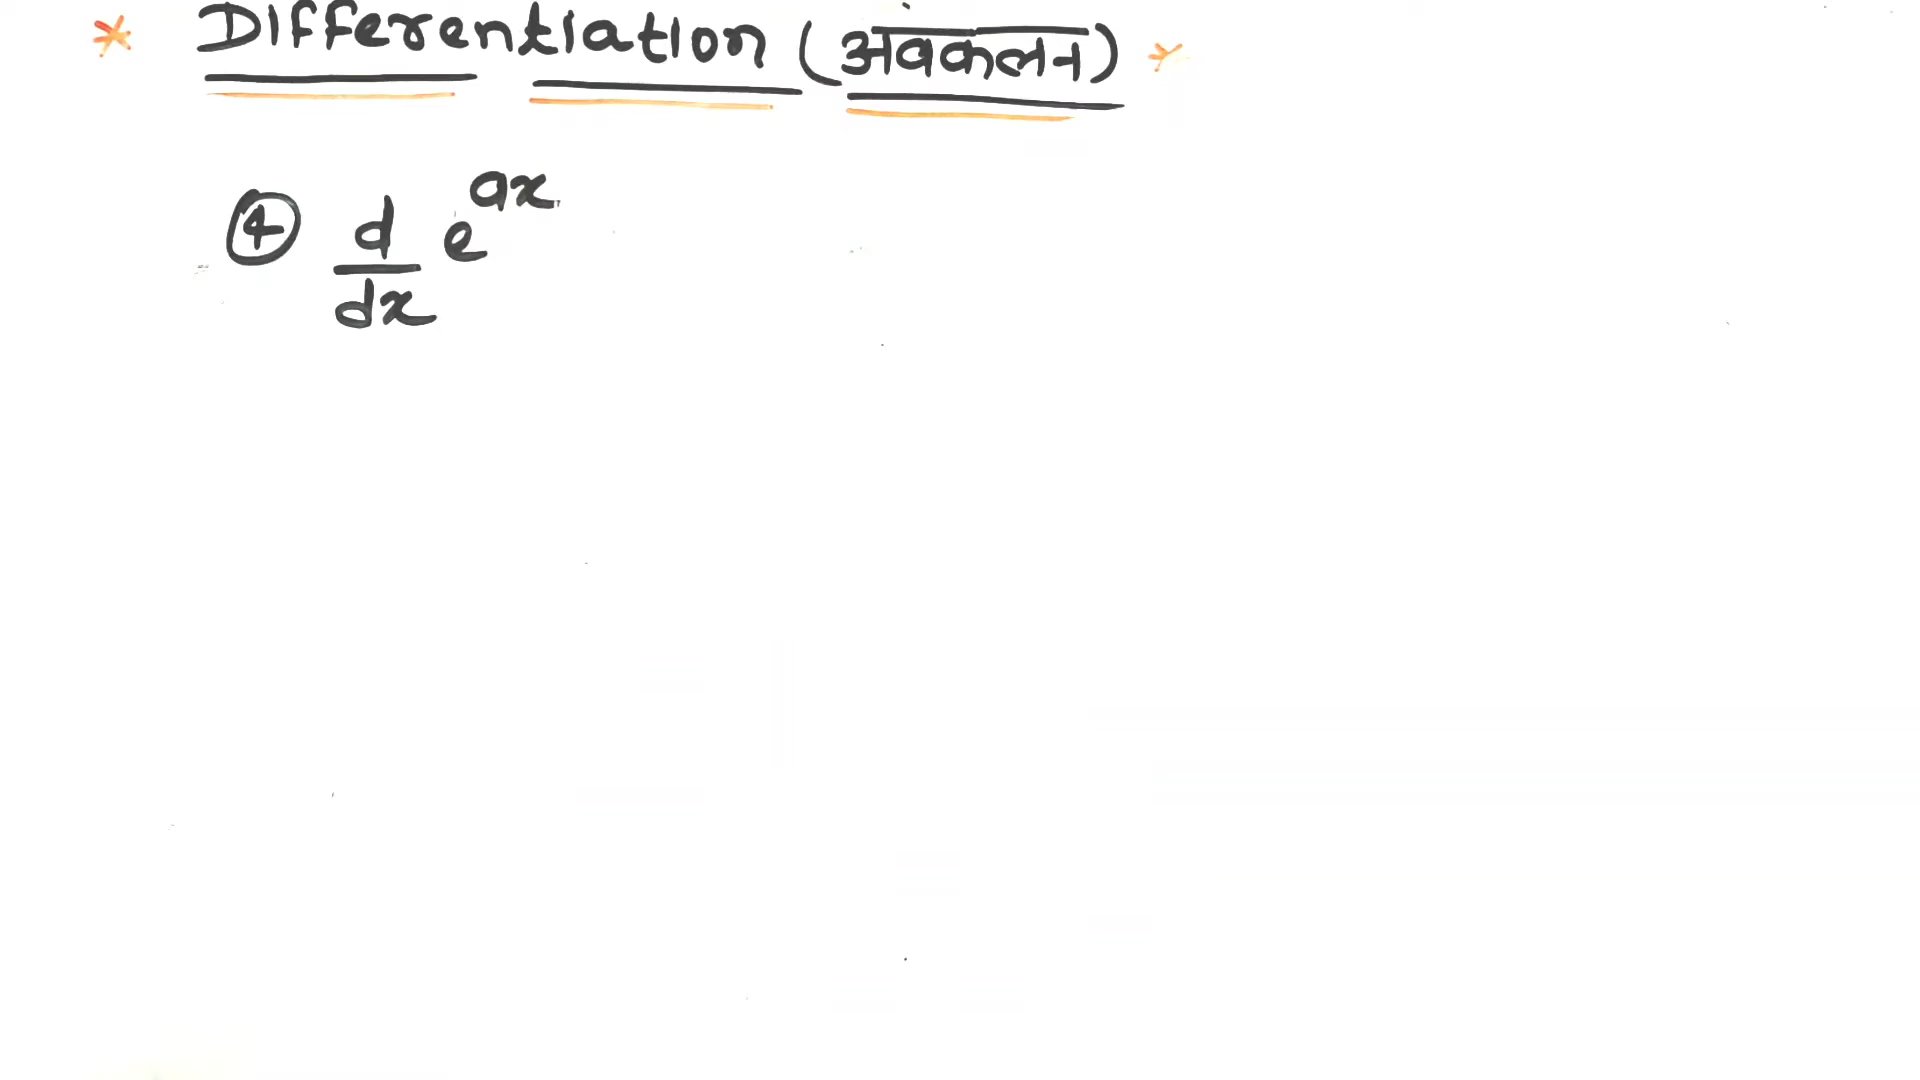 * Differentiation (अवकलन) *
④ d/dx e^ax